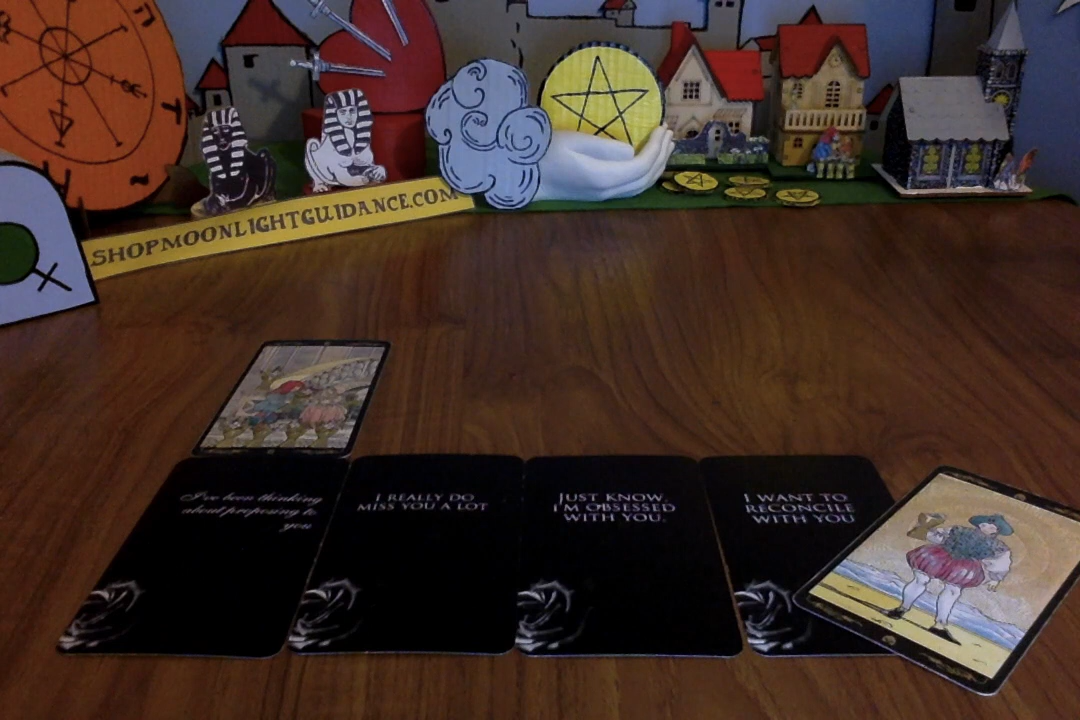 SHOPMOONLIGHTGUIDANCE.COM
I've been thinking
about proposing to
you
I REALLY DO
MISS YOU A LOT
JUST KNOW,
I'M OBSESSED
WITH YOU.
I WANT TO
RECONCILE
WITH YOU